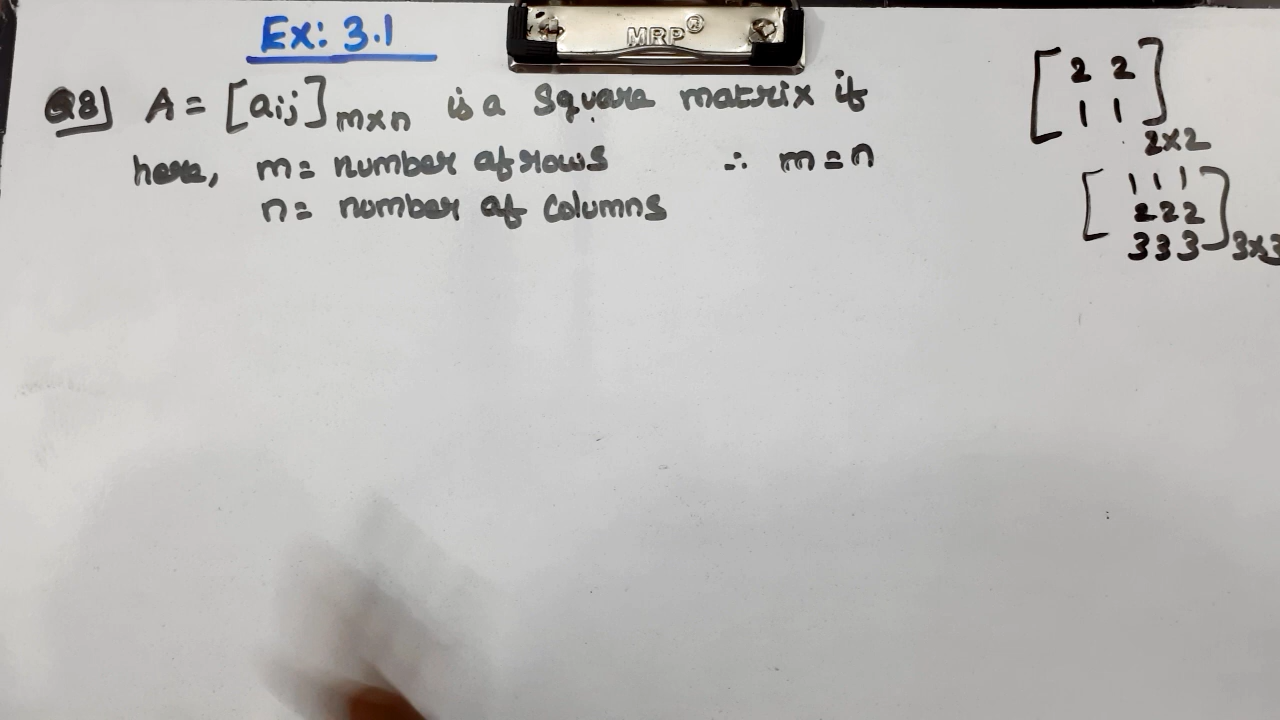 Ex: 3.1
MRP®
Q8] A = [aij]m×n is a Square matrix if
here, m = number of rows ∴ m = n
n = number of columns
[2 2
1 1]2×2
[1 1 1
2 2 2
3 3 3]3×3